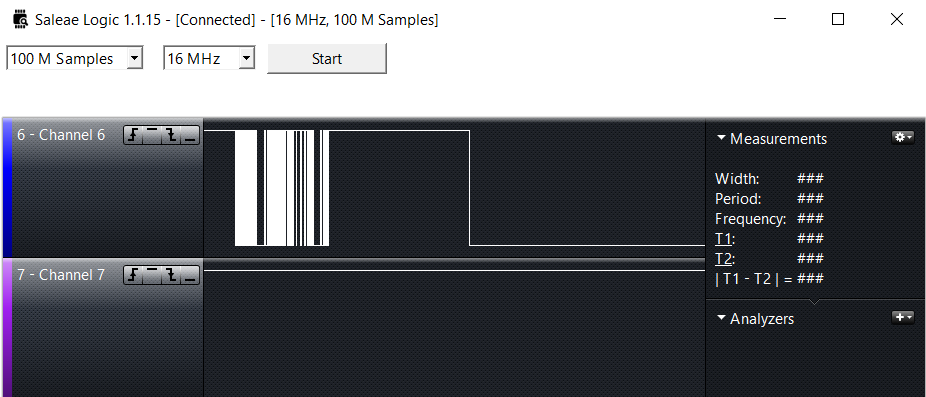 Saleae Logic 1.1.15 - [Connected] - [16 MHz, 100 M Samples]
100 M Samples 16 MHz Start
6 - Channel 6
7 - Channel 7
Measurements
Width: ###
Period: ###
Frequency: ###
T1: ###
T2: ###
| T1 - T2 | = ###
Analyzers